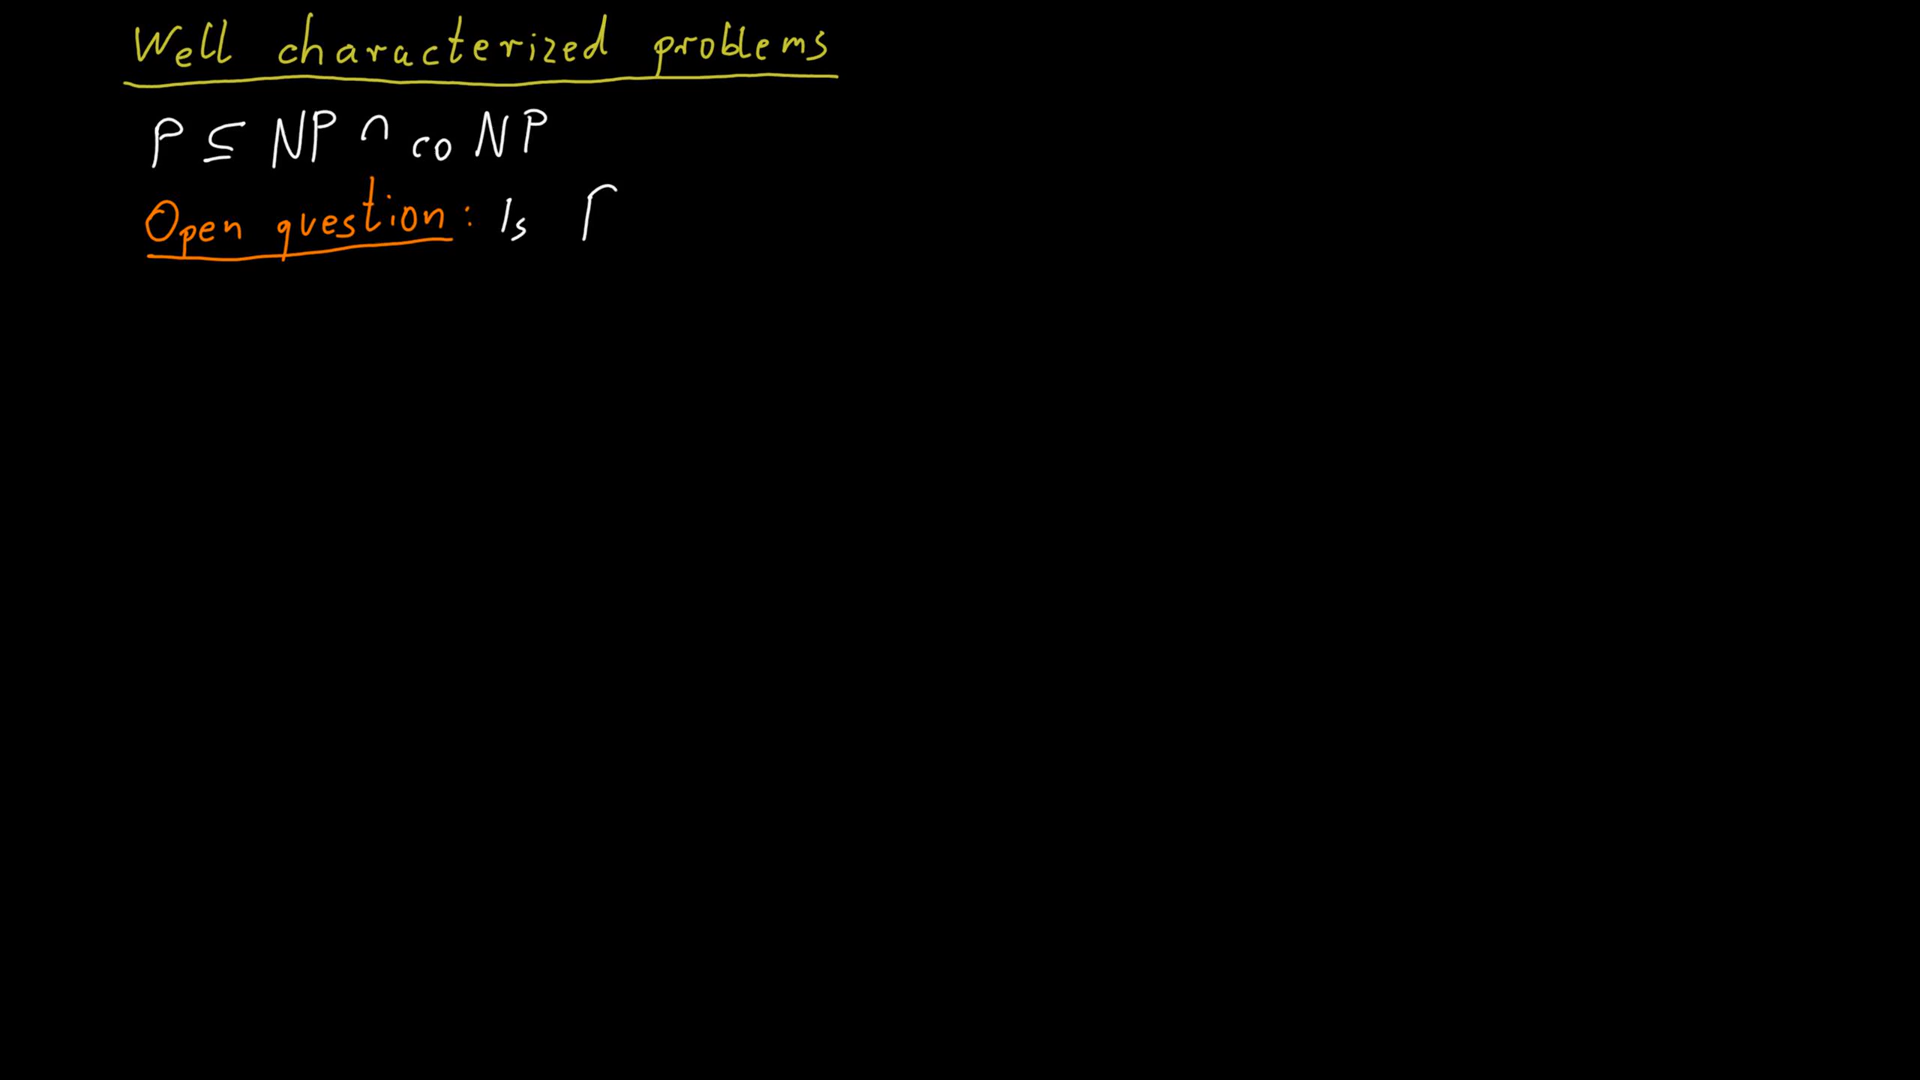 Well characterized problems
P ⊆ NP ∩ co NP
Open question: Is